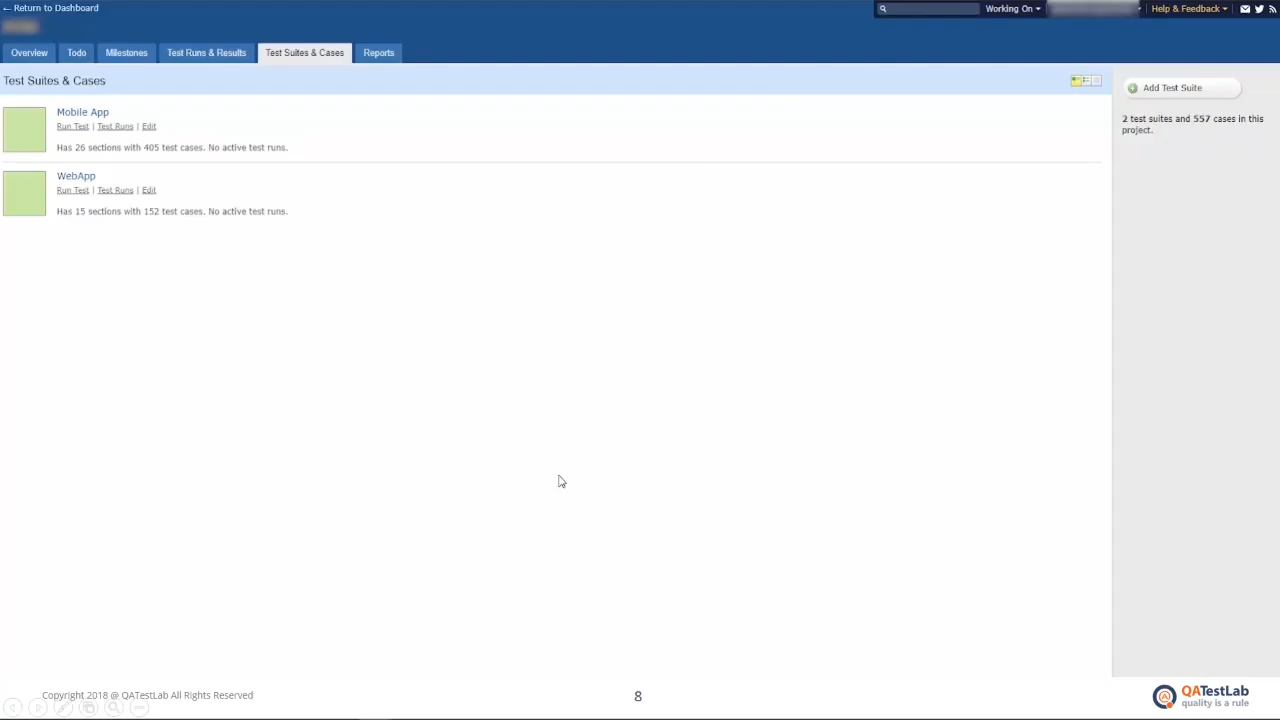 ← Return to Dashboard
Working On
Help & Feedback
Overview
Todo
Milestones
Test Runs & Results
Test Suites & Cases
Reports
Test Suites & Cases
Add Test Suite
2 test suites and 557 cases in this
project.
Mobile App
Run Test | Test Runs | Edit
Has 26 sections with 405 test cases. No active test runs.
WebApp
Run Test | Test Runs | Edit
Has 15 sections with 152 test cases. No active test runs.
Copyright 2018 @ QATestLab All Rights Reserved
8
QATestLab
quality is a rule